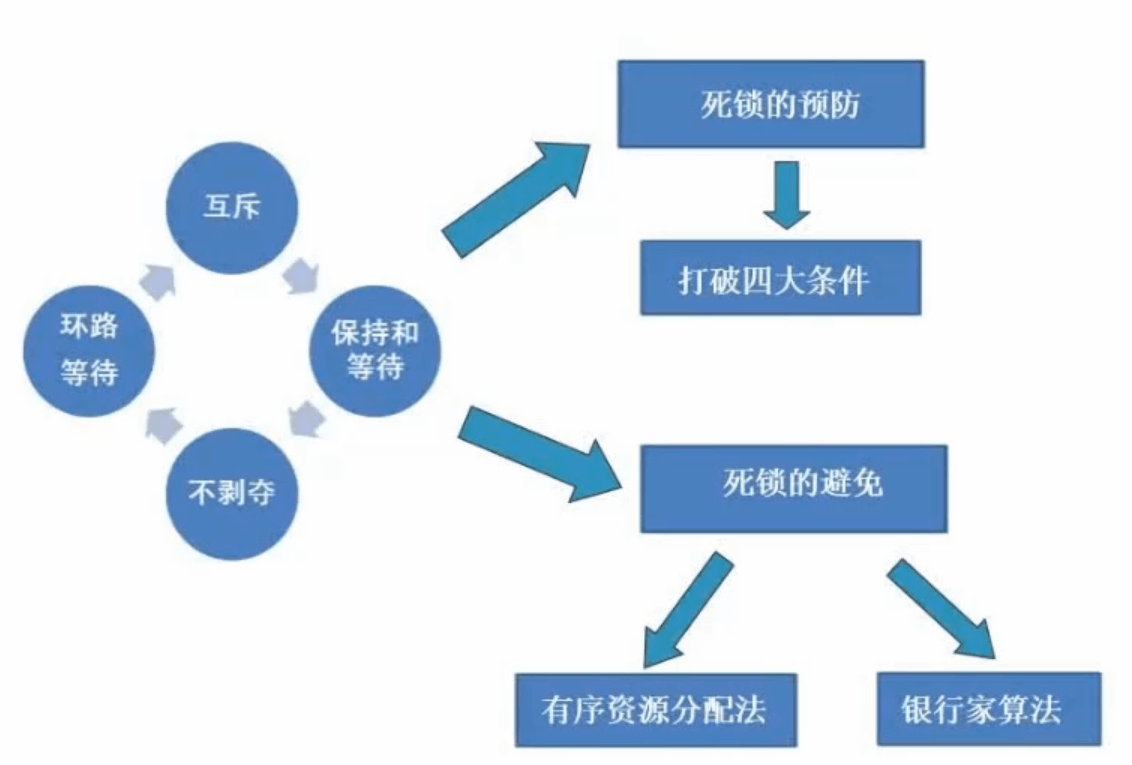 死锁的预防
互斥
打破四大条件
环路
等待
保持和
等待
不剥夺
死锁的避免
有序资源分配法
银行家算法